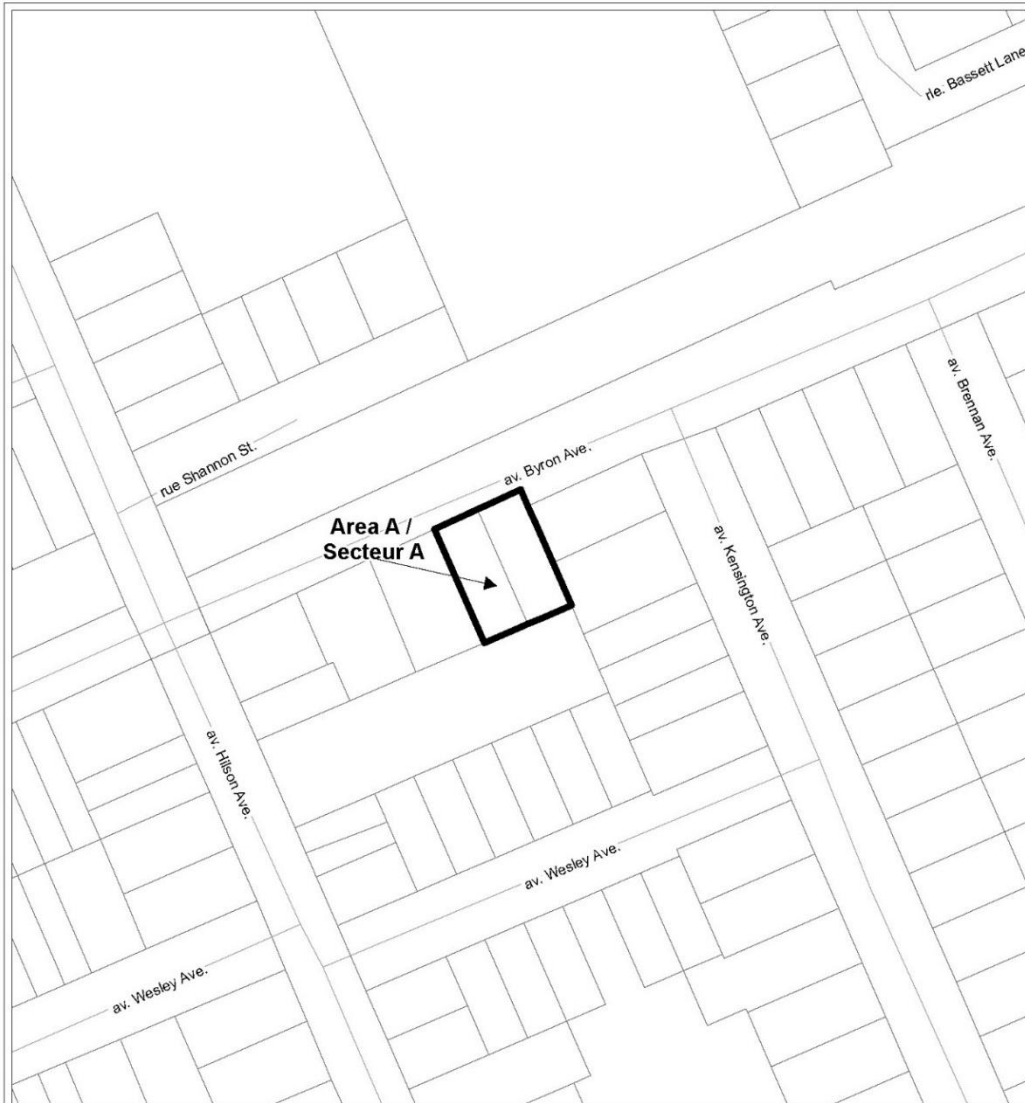 rle. Bassett Lane
av. Brennan Ave.
rue Shannon St.
av. Byron Ave.
Area A /
Secteur A
av. Kensington Ave.
av. Hilson Ave.
av. Wesley Ave.
av. Wesley Ave.